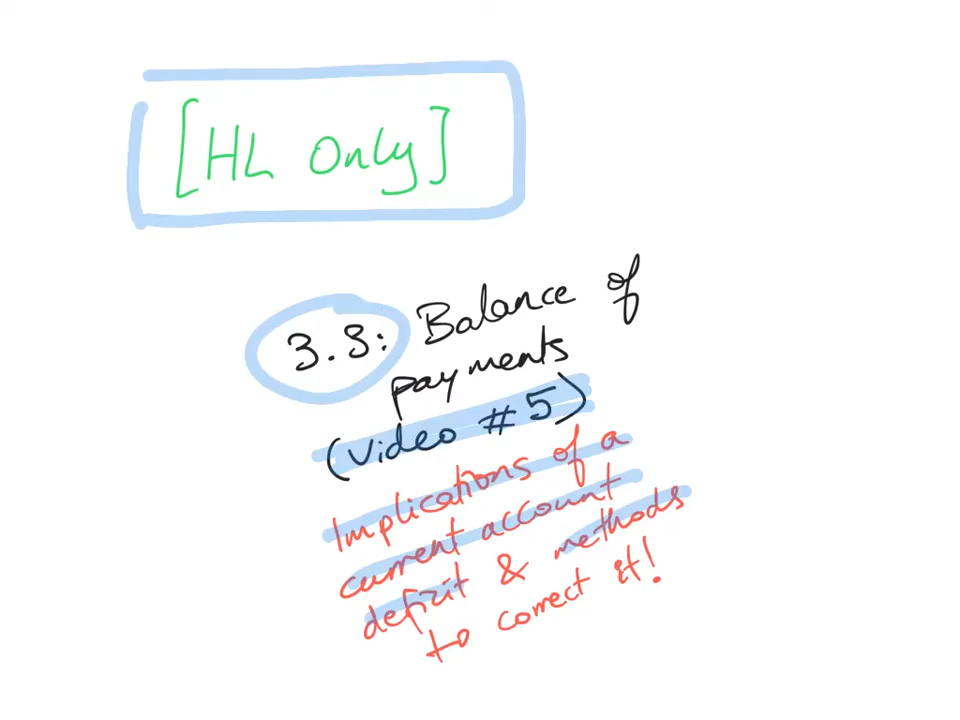 [HL Only]
3.3: Balance of
payments
(Video #5)
Implications of a
current account
deficit & methods
to correct it!